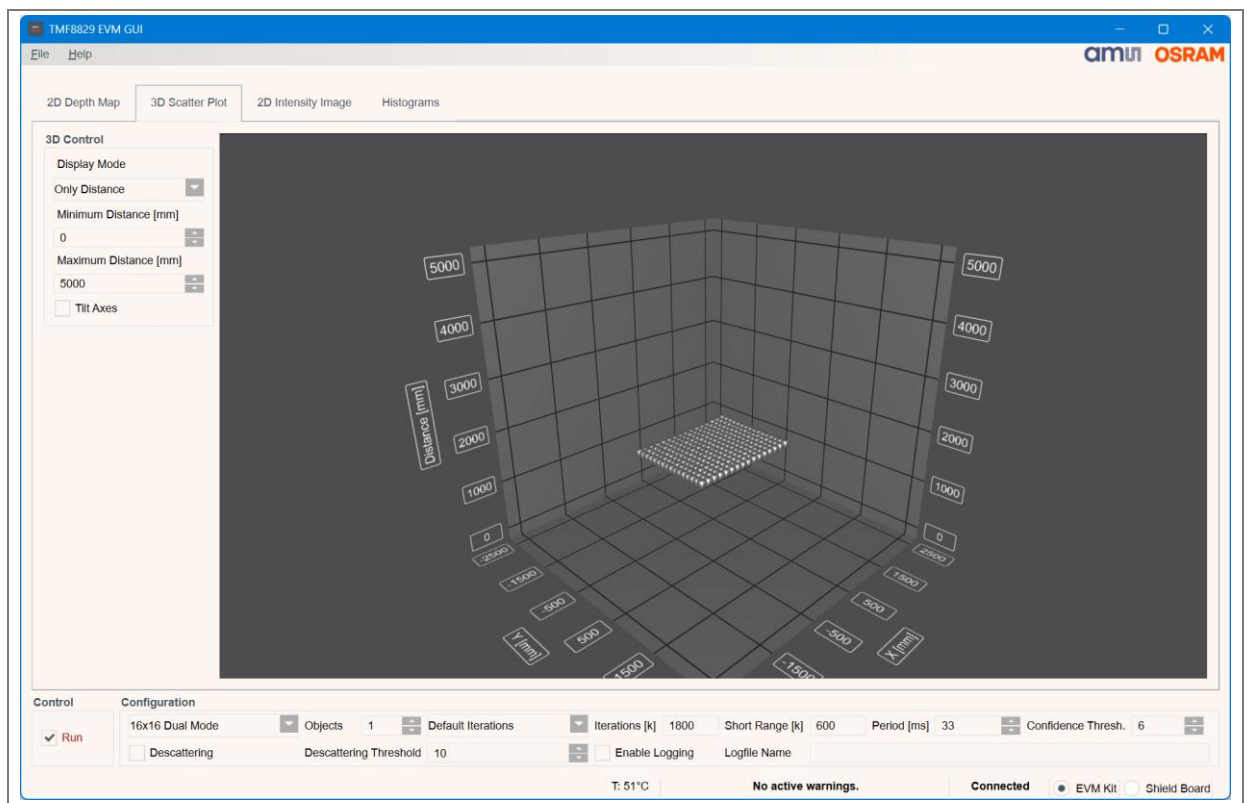 TMF8829 EVM GUI
File Help
amu OSRAM
2D Depth Map 3D Scatter Plot 2D Intensity Image Histograms
3D Control
Display Mode
Only Distance
Minimum Distance [mm]
0
Maximum Distance [mm]
5000
Tilt Axes
5000 5000
4000 4000
Distance [mm] 3000 3000
2000 2000
1000 1000
0 0
-2500 2500
-1500 1500
-500 500
Y [mm] 500 -500 X [mm]
1500 -1500
Control Configuration
Run 16x16 Dual Mode Objects 1 Default Iterations Iterations [k] 1800 Short Range [k] 600 Period [ms] 33 Confidence Thresh. 6
Descattering Descattering Threshold 10 Enable Logging Logfile Name
T: 51°C No active warnings. Connected EVM Kit Shield Board